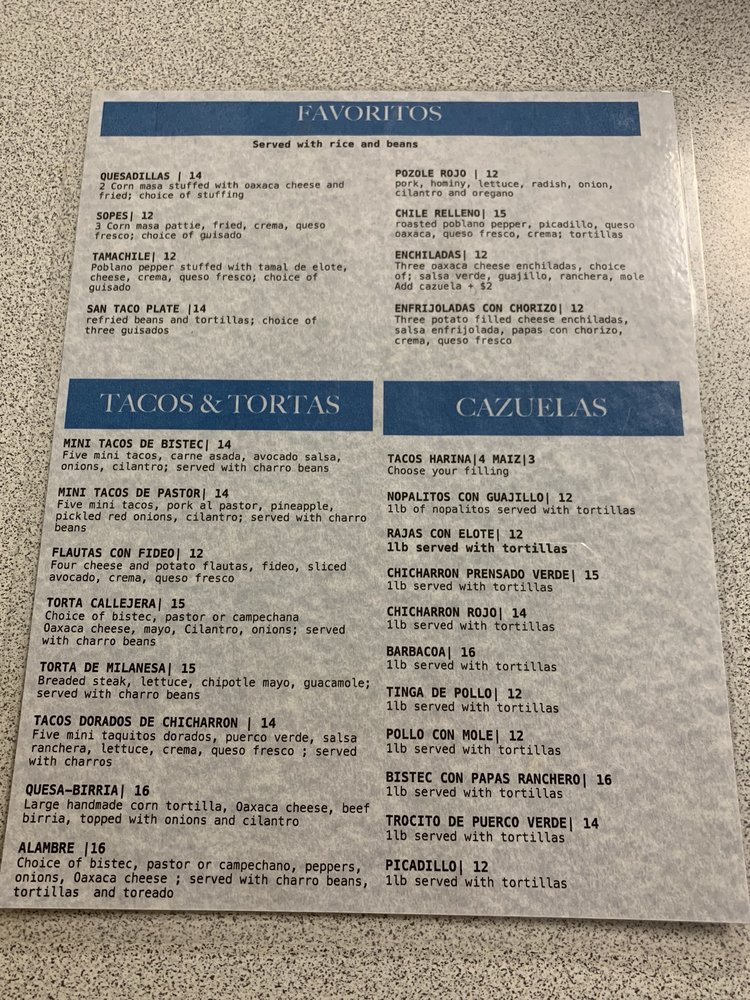 FAVORITOS
Served with rice and beans
QUESADILLAS | 14
2 Corn masa stuffed with oaxaca cheese and
fried; choice of stuffing
SOPES| 12
3 Corn masa pattie, fried, crema, queso
fresco; choice of guisado
TAMACHILE| 12
Poblano pepper stuffed with tamal de elote,
cheese, crema, queso fresco; choice of
guisado
SAN TACO PLATE |14
refried beans and tortillas; choice of
three guisados
POZOLE ROJO | 12
pork, hominy, lettuce, radish, onion,
cilantro and oregano
CHILE RELLENO| 15
roasted poblano pepper, picadillo, queso
oaxaca, queso fresco, crema; tortillas
ENCHILADAS| 12
Three oaxaca cheese enchiladas, choice
of; salsa verde, guajillo, ranchera, mole
Add cazuela + $2
ENFRIJOLADAS CON CHORIZO| 12
Three potato filled cheese enchiladas,
salsa enfrijolada, papas con chorizo,
crema, queso fresco
TACOS & TORTAS
MINI TACOS DE BISTEC| 14
Five mini tacos, carne asada, avocado salsa,
onions, cilantro; served with charro beans
MINI TACOS DE PASTOR| 14
Five mini tacos, pork al pastor, pineapple,
pickled red onions, cilantro; served with charro
beans
FLAUTAS CON FIDEO| 12
Four cheese and potato flautas, fideo, sliced
avocado, crema, queso fresco
TORTA CALLEJERA| 15
Choice of bistec, pastor or campechana
Oaxaca cheese, mayo, Cilantro, onions; served
with charro beans
TORTA DE MILANESA| 15
Breaded steak, lettuce, chipotle mayo, guacamole;
served with charro beans
TACOS DORADOS DE CHICHARRON | 14
Five mini taquitos dorados, puerco verde, salsa
ranchera, lettuce, crema, queso fresco ; served
with charros
QUESA-BIRRIA| 16
Large handmade corn tortilla, Oaxaca cheese, beef
birria, topped with onions and cilantro
ALAMBRE |16
Choice of bistec, pastor or campechano, peppers,
onions, Oaxaca cheese ; served with charro beans,
tortillas and toreado
CAZUELAS
TACOS HARINA|4 MAIZ|3
Choose your filling
NOPALITOS CON GUAJILLO| 12
1lb of nopalitos served with tortillas
RAJAS CON ELOTE| 12
1lb served with tortillas
CHICHARRON PRENSADO VERDE| 15
1lb served with tortillas
CHICHARRON ROJO| 14
1lb served with tortillas
BARBACOA| 16
1lb served with tortillas
TINGA DE POLLO| 12
1lb served with tortillas
POLLO CON MOLE| 12
1lb served with tortillas
BISTEC CON PAPAS RANCHERO| 16
1lb served with tortillas
TROCITO DE PUERCO VERDE| 14
1lb served with tortillas
PICADILLO| 12
1lb served with tortillas